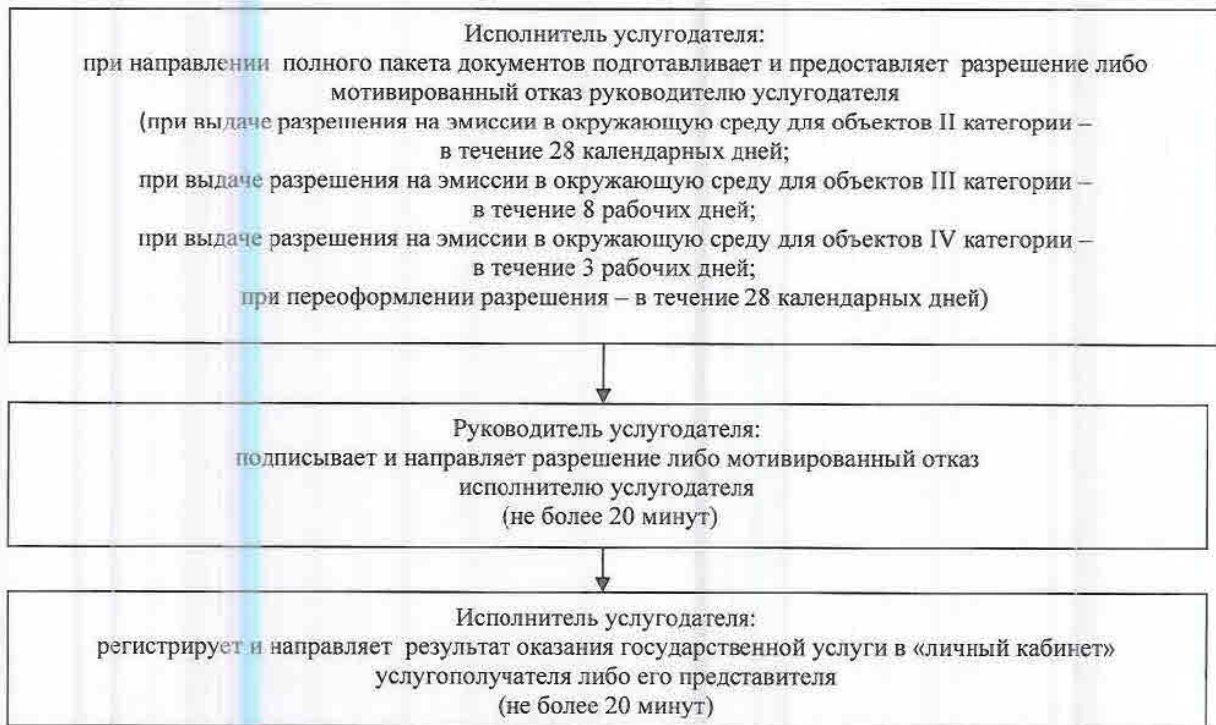 Исполнитель услугодателя:
при направлении полного пакета документов подготавливает и предоставляет разрешение либо
мотивированный отказ руководителю услугодателя
(при выдаче разрешения на эмиссии в окружающую среду для объектов II категории –
в течение 28 календарных дней;
при выдаче разрешения на эмиссии в окружающую среду для объектов III категории –
в течение 8 рабочих дней;
при выдаче разрешения на эмиссии в окружающую среду для объектов IV категории –
в течение 3 рабочих дней;
при переоформлении разрешения – в течение 28 календарных дней)
Руководитель услугодателя:
подписывает и направляет разрешение либо мотивированный отказ
исполнителю услугодателя
(не более 20 минут)
Исполнитель услугодателя:
регистрирует и направляет результат оказания государственной услуги в «личный кабинет»
услугополучателя либо его представителя
(не более 20 минут)